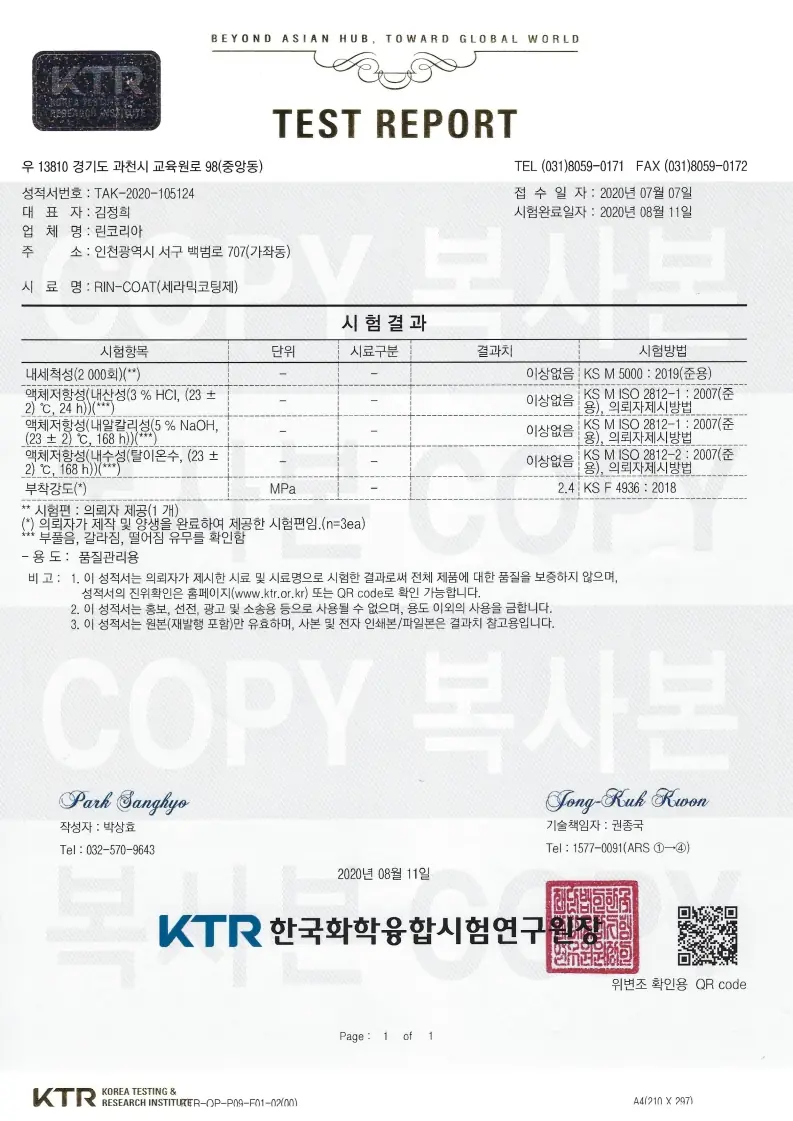 BEYOND ASIAN HUB, TOWARD GLOBAL WORLD
KTR
KOREA TESTING &
RESEARCH INSTITUTE
TEST REPORT
우 13810 경기도 과천시 교육원로 98(중앙동)
TEL (031)8059-0171 FAX (031)8059-0172
성적서번호 : TAK-2020-105124
접 수 일 자 : 2020년 07월 07일
대 표 자 : 김정희
시험완료일자 : 2020년 08월 11일
업 체 명 : 린코리아
주 소 : 인천광역시 서구 백범로 707(가좌동)
시 료 명 : RIN-COAT(세라믹코팅제)
COPY 복사본
시 험 결 과
시험항목 단위 시료구분 결과치 시험방법
내세척성(2 000회)(**) - - 이상없음 KS M 5000 : 2019(준용)
액체저항성(내산성(3 % HCl, (23 ± 2) ℃, 24 h))(***) - - 이상없음 KS M ISO 2812-1 : 2007(준용), 의뢰자제시방법
액체저항성(내알칼리성(5 % NaOH, (23 ± 2) ℃, 168 h))(***) - - 이상없음 KS M ISO 2812-1 : 2007(준용), 의뢰자제시방법
액체저항성(내수성(탈이온수, (23 ± 2) ℃, 168 h))(***) - - 이상없음 KS M ISO 2812-2 : 2007(준용), 의뢰자제시방법
부착강도(*) MPa - 2.4 KS F 4936 : 2018
복사본 COPY
** 시험편 : 의뢰자 제공(1 개)
(*) 의뢰자가 제작 및 양생을 완료하여 제공한 시험편임.(n=3ea)
*** 부풀음, 갈라짐, 떨어짐 유무를 확인함
- 용 도 : 품질관리용
비 고 : 1. 이 성적서는 의뢰자가 제시한 시료 및 시료명으로 시험한 결과로써 전체 제품에 대한 품질을 보증하지 않으며,
성적서의 진위확인은 홈페이지(www.ktr.or.kr) 또는 QR code로 확인 가능합니다.
2. 이 성적서는 홍보, 선전, 광고 및 소송용 등으로 사용될 수 없으며, 용도 이외의 사용을 금합니다.
3. 이 성적서는 원본(재발행 포함)만 유효하며, 사본 및 전자 인쇄본/파일본은 결과치 참고용입니다.
COPY 복사본
Park Sanghyo
Jong-Kuk Kwon
작성자 : 박상효
기술책임자 : 권종국
Tel : 032-570-9643
Tel : 1577-0091(ARS ①→④)
2020년 08월 11일
복사본 COPY
KTR 한국화학융합시험연구원장
위변조 확인용 QR code
Page : 1 of 1
KTR KOREA TESTING &
RESEARCH INSTITUTE
KTR-QP-P09-F01-02(00)
A4(210 X 297)